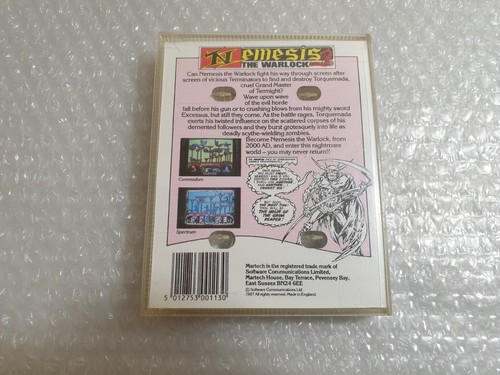 Nemesis
THE WARLOCK
Can Nemesis the Warlock fight his way through screen after
screen of vicious Terminators to find and destroy Torquemada,
cruel Grand Master
of Termight?
Wave upon wave
of the evil horde
fall before his gun or to crushing blows from his mighty sword
Excessus, but still they come. As the battle rages, Torquemada
exerts his twisted influence on the scattered corpses of his
demented followers and they burst grotesquely into life as
deadly scythe-wielding zombies.
Become Nemesis the Warlock, from
2000 AD, and enter this nightmare
world – you may never return!!
Commodore
THE HOUR OF
THE GRIM
REAPER!
Spectrum
Martech is the registered trade mark of
Software Communications Limited,
Martech House, Bay Terrace, Pevensey Bay,
East Sussex BN24 6EE
© Software Communications Ltd
1987 All rights reserved. Made in England.
5 012753 001130